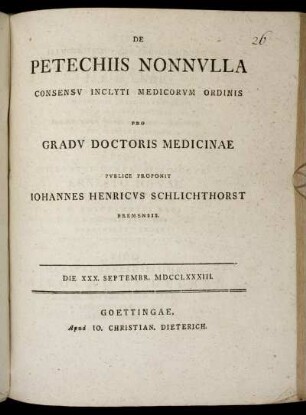 26
DE
PETECHIIS NONNVLLA
CONSENSV INCLYTI MEDICORVM ORDINIS
PRO
GRADV DOCTORIS MEDICINAE
PVBLICE PROPONIT
IOHANNES HENRICVS SCHLICHTHORST
BREMENSIS.
DIE XXX. SEPTEMBR. MDCCLXXXIII.
GOETTINGAE,
Apud IO. CHRISTIAN. DIETERICH.